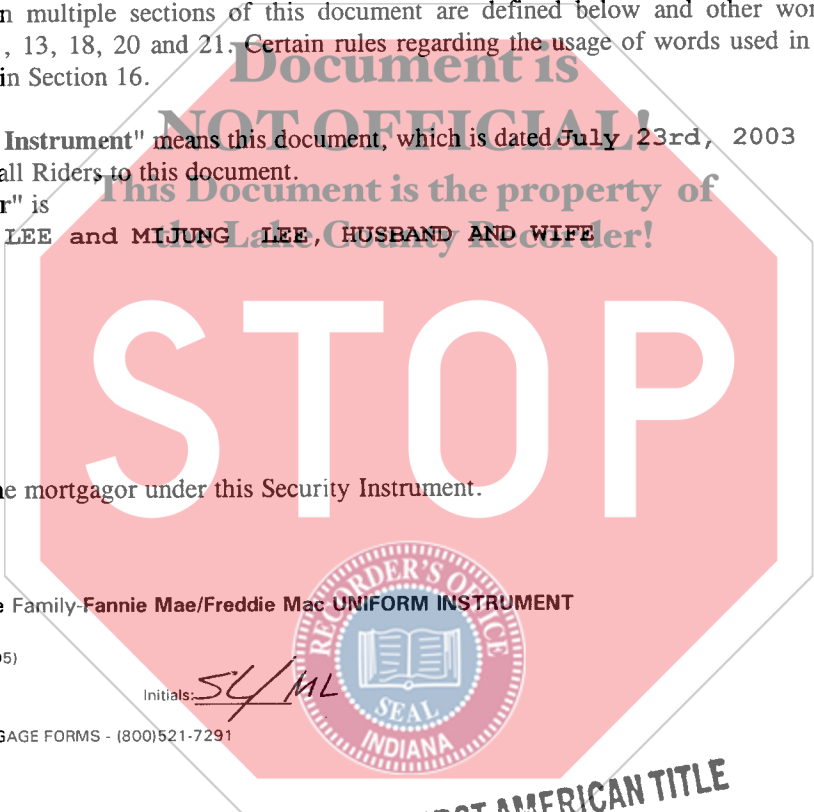 n multiple sections of this document are defined below and other wor
, 13, 18, 20 and 21. Certain rules regarding the usage of words used in
in Section 16.
Document is
NOT OFFICIAL!
Instrument" means this document, which is dated July 23rd, 2003
all Riders to this document.
This Document is the property of
r" is
the Lake County Recorder!
LEE and MIJUNG LEE, HUSBAND AND WIFE
STOP
e mortgagor under this Security Instrument.
e Family-Fannie Mae/Freddie Mac UNIFORM INSTRUMENT
RECORDER'S OFFICE
05)
Initials: SL/ML
SEAL
INDIANA
GAGE FORMS - (800)521-7291
ST AMERICAN TITLE